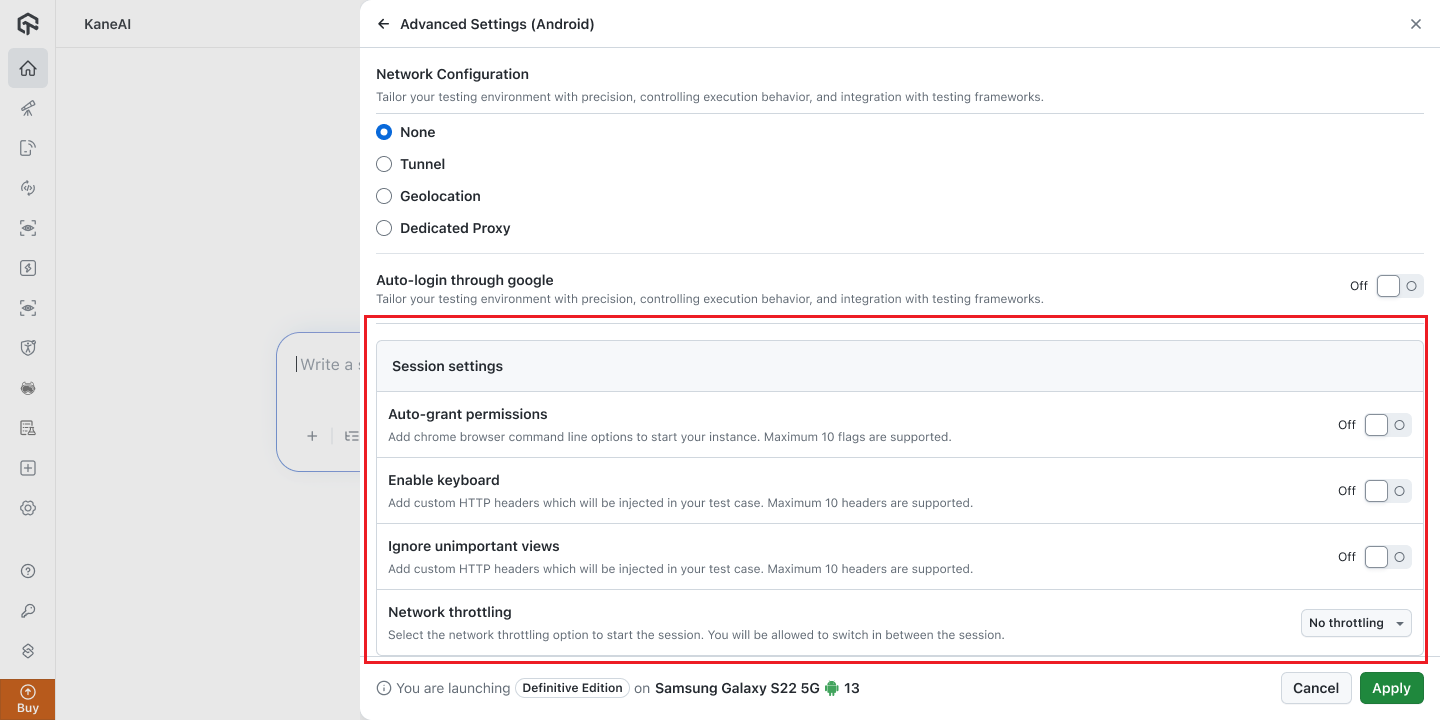 KaneAI
Advanced Settings (Android)
Network Configuration
Tailor your testing environment with precision, controlling execution behavior, and integration with testing frameworks.
None
Tunnel
Geolocation
Dedicated Proxy
Auto-login through google
Off
Tailor your testing environment with precision, controlling execution behavior, and integration with testing frameworks.
Session settings
Write a s
Auto-grant permissions
Off
Add chrome browser command line options to start your instance. Maximum 10 flags are supported.
Enable keyboard
Off
Add custom HTTP headers which will be injected in your test case. Maximum 10 headers are supported.
Ignore unimportant views
Off
Add custom HTTP headers which will be injected in your test case. Maximum 10 headers are supported.
Network throttling
No throttling
Select the network throttling option to start the session. You will be allowed to switch in between the session.
You are launching Definitive Edition on Samsung Galaxy S22 5G 13
Cancel
Apply
Buy